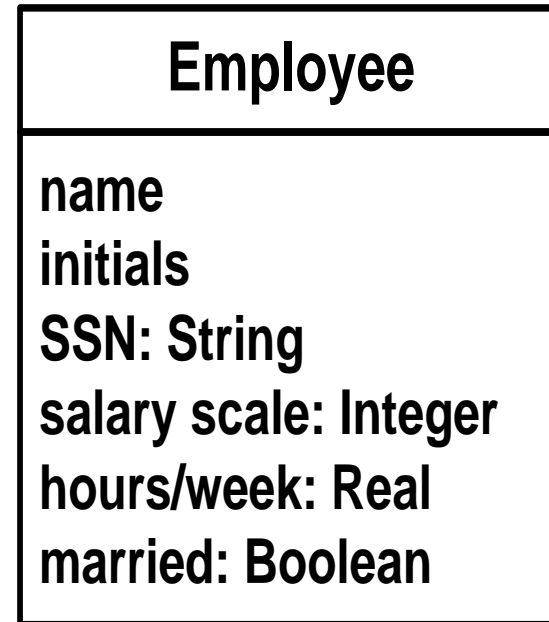 Employee
name
initials
SSN: String
salary scale: Integer
hours/week: Real
married: Boolean